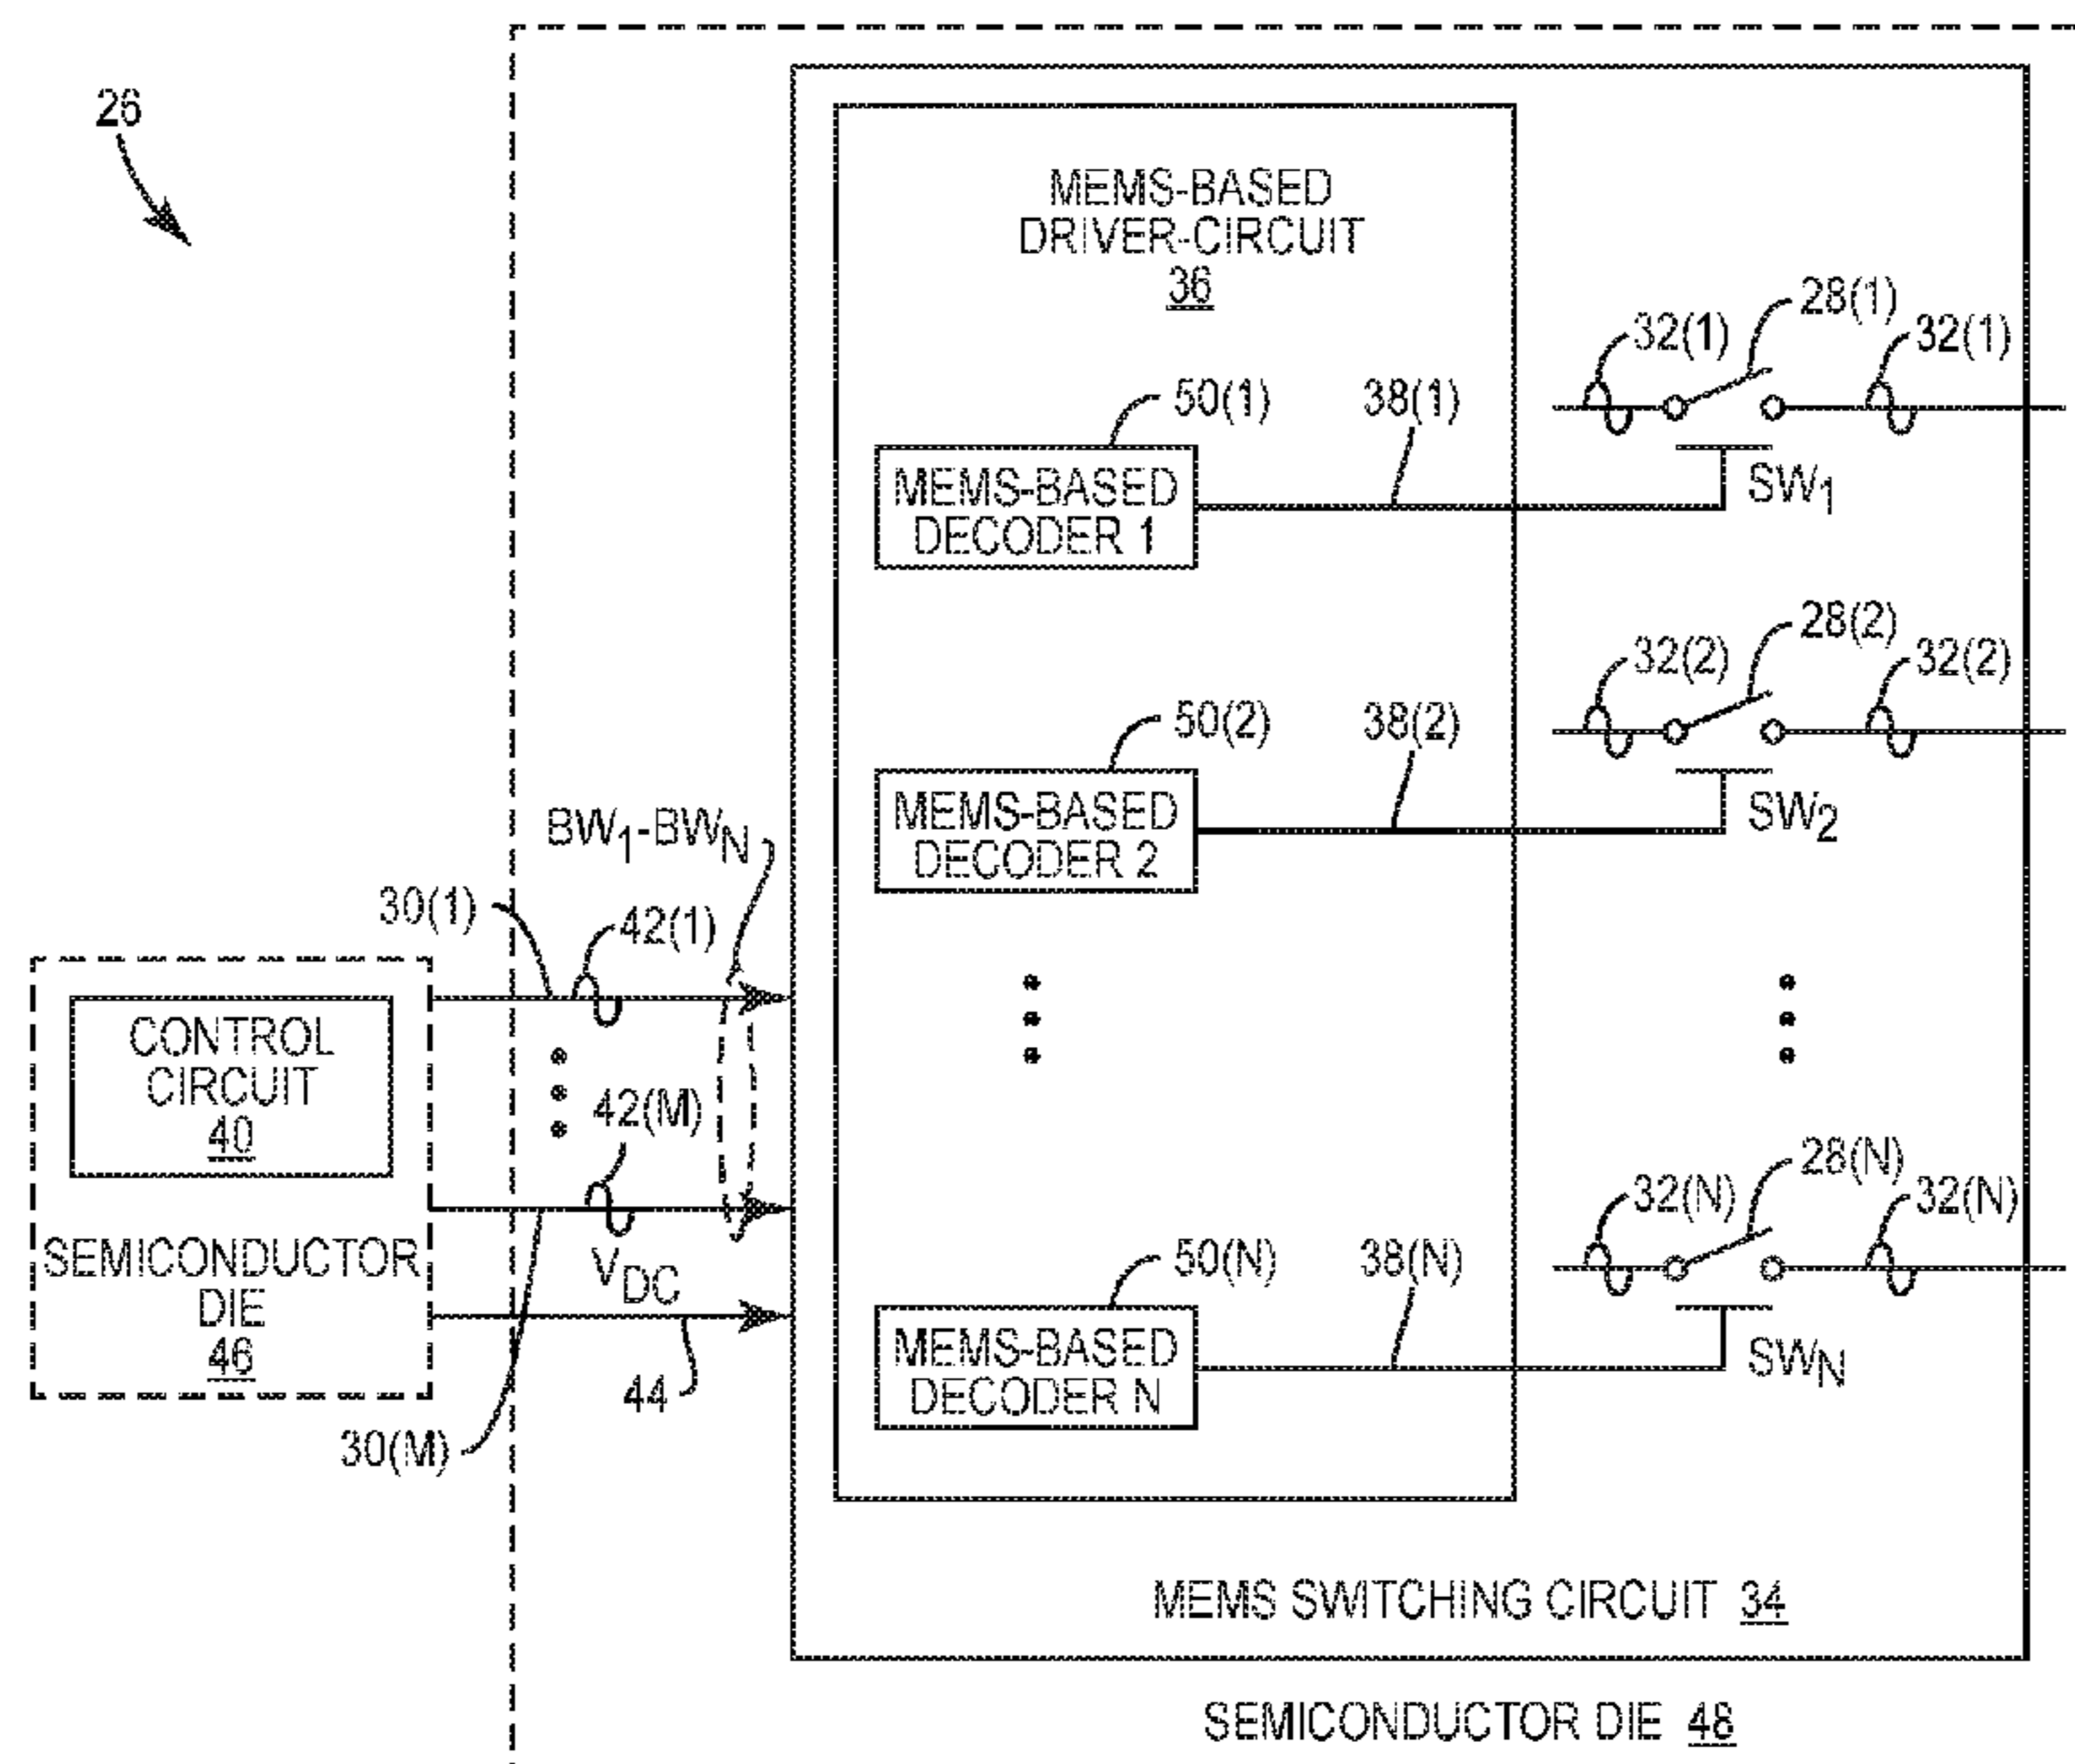 26
MEMS-BASED
DRIVER-CIRCUIT
36
28(1)
32(1)
32(1)
50(1)
38(1)
MEMS-BASED
DECODER 1
SW1
28(2)
32(2)
32(2)
50(2)
38(2)
MEMS-BASED
DECODER 2
SW2
BW1-BWN
30(1)
42(1)
CONTROL
CIRCUIT
40
42(M)
28(N)
32(N)
32(N)
SEMICONDUCTOR
DIE
46
VDC
50(N)
38(N)
MEMS-BASED
DECODER N
SWN
44
30(M)
MEMS SWITCHING CIRCUIT 34
SEMICONDUCTOR DIE 48